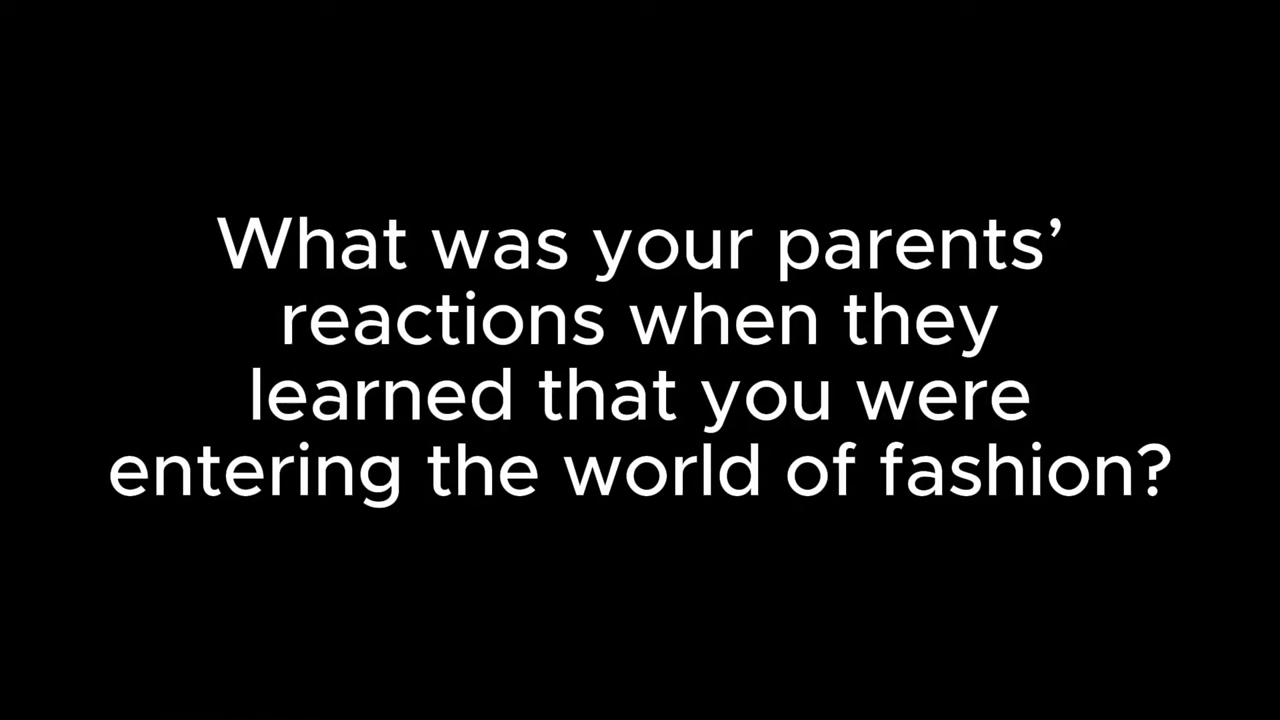 What was your parents’
reactions when they
learned that you were
entering the world of fashion?